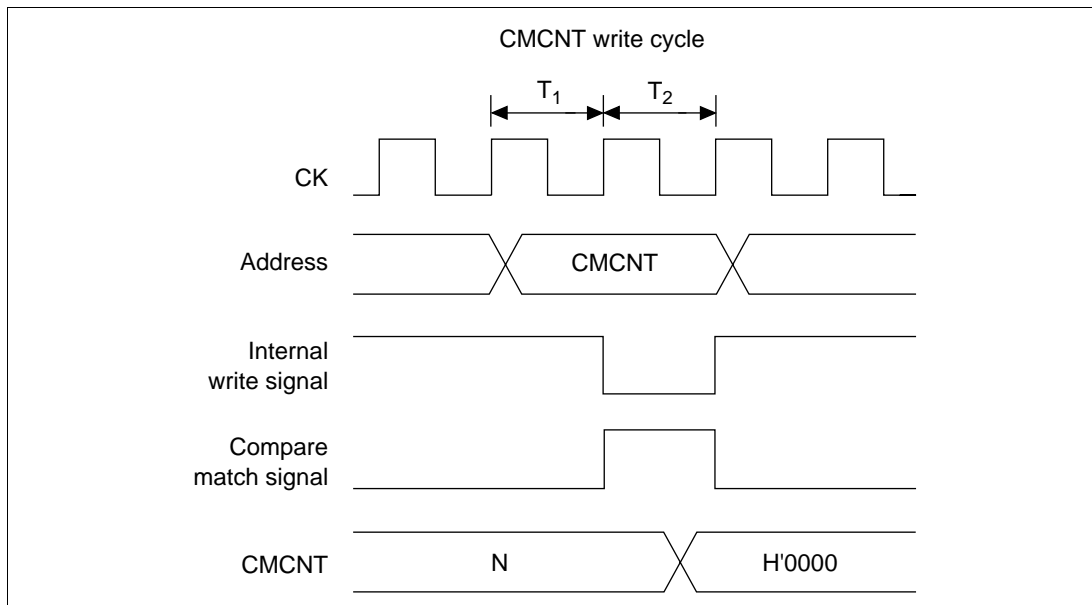 CMCNT write cycle
T1 T2
CK
Address CMCNT
Internal
write signal
Compare
match signal
CMCNT N H'0000